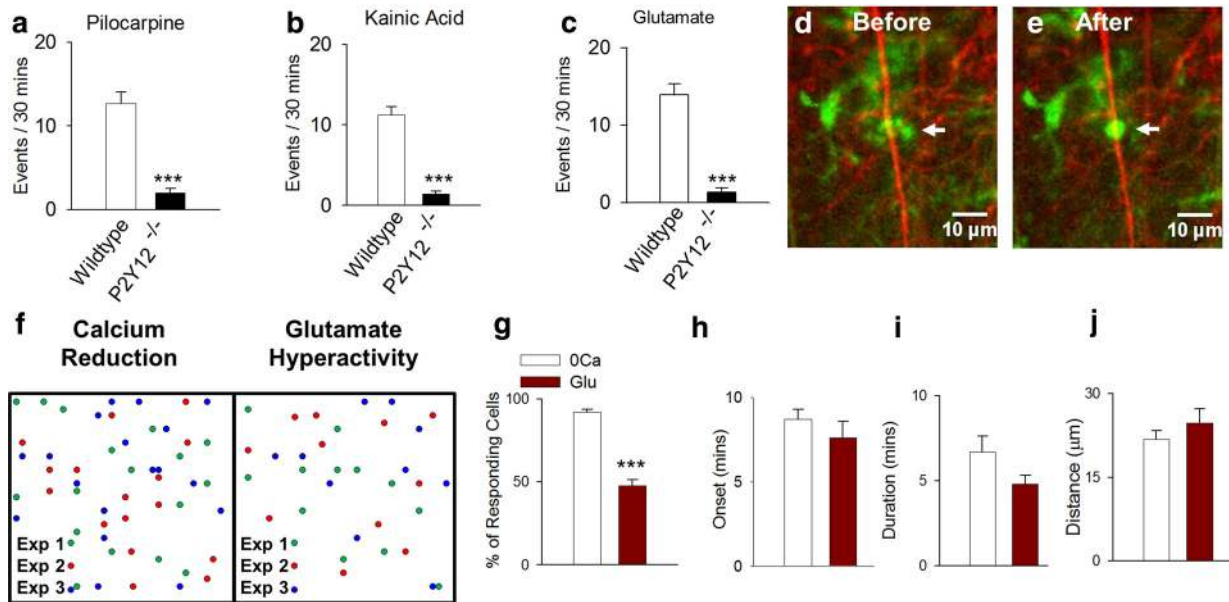 a
Pilocarpine
20
10
0
Events / 30 mins
***
Wildtype
P2Y12 -/-
b
Kainic Acid
20
10
0
Events / 30 mins
***
Wildtype
P2Y12 -/-
c
Glutamate
20
10
0
Events / 30 mins
***
Wildtype
P2Y12 -/-
d
Before
10 µm
e
After
10 µm
f
Calcium
Reduction
Exp 1
Exp 2
Exp 3
Glutamate
Hyperactivity
Exp 1
Exp 2
Exp 3
g
0Ca
Glu
100
50
0
% of Responding Cells
***
h
10
5
0
Onset (mins)
i
10
5
0
Duration (mins)
j
30
15
0
Distance (µm)